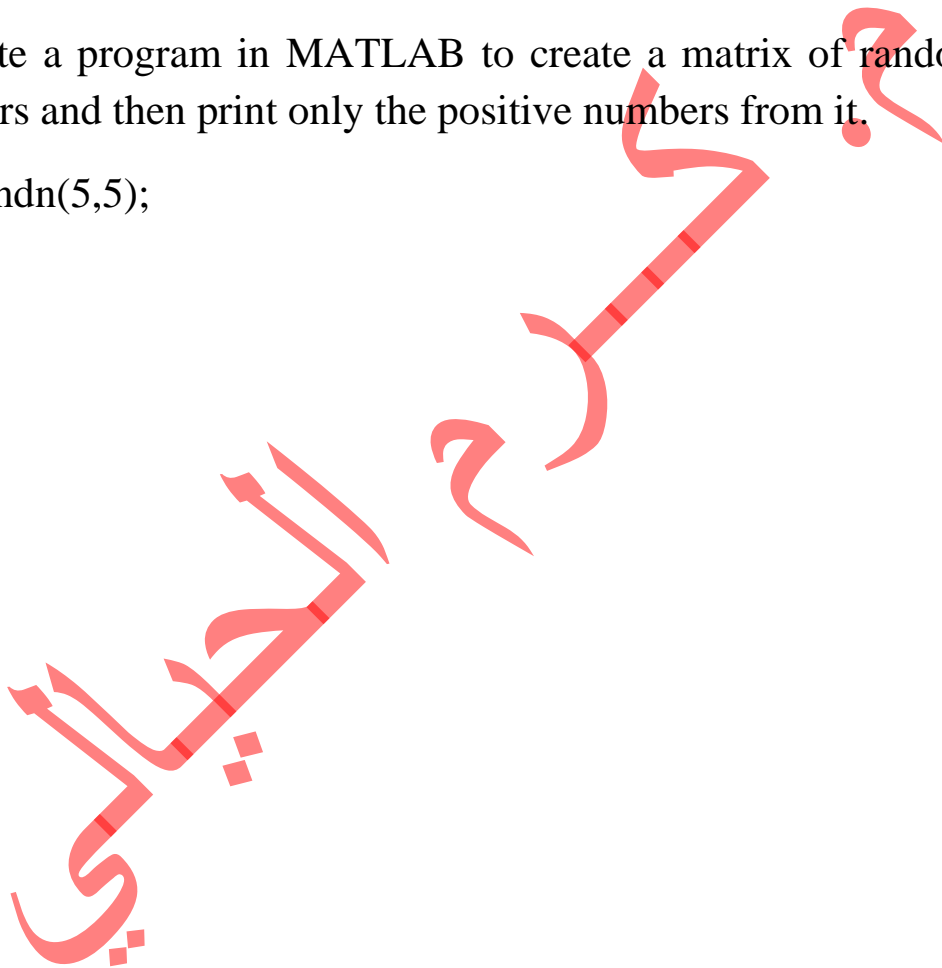 te a program in MATLAB to create a matrix of rando
rs and then print only the positive numbers from it.
ndn(5,5);